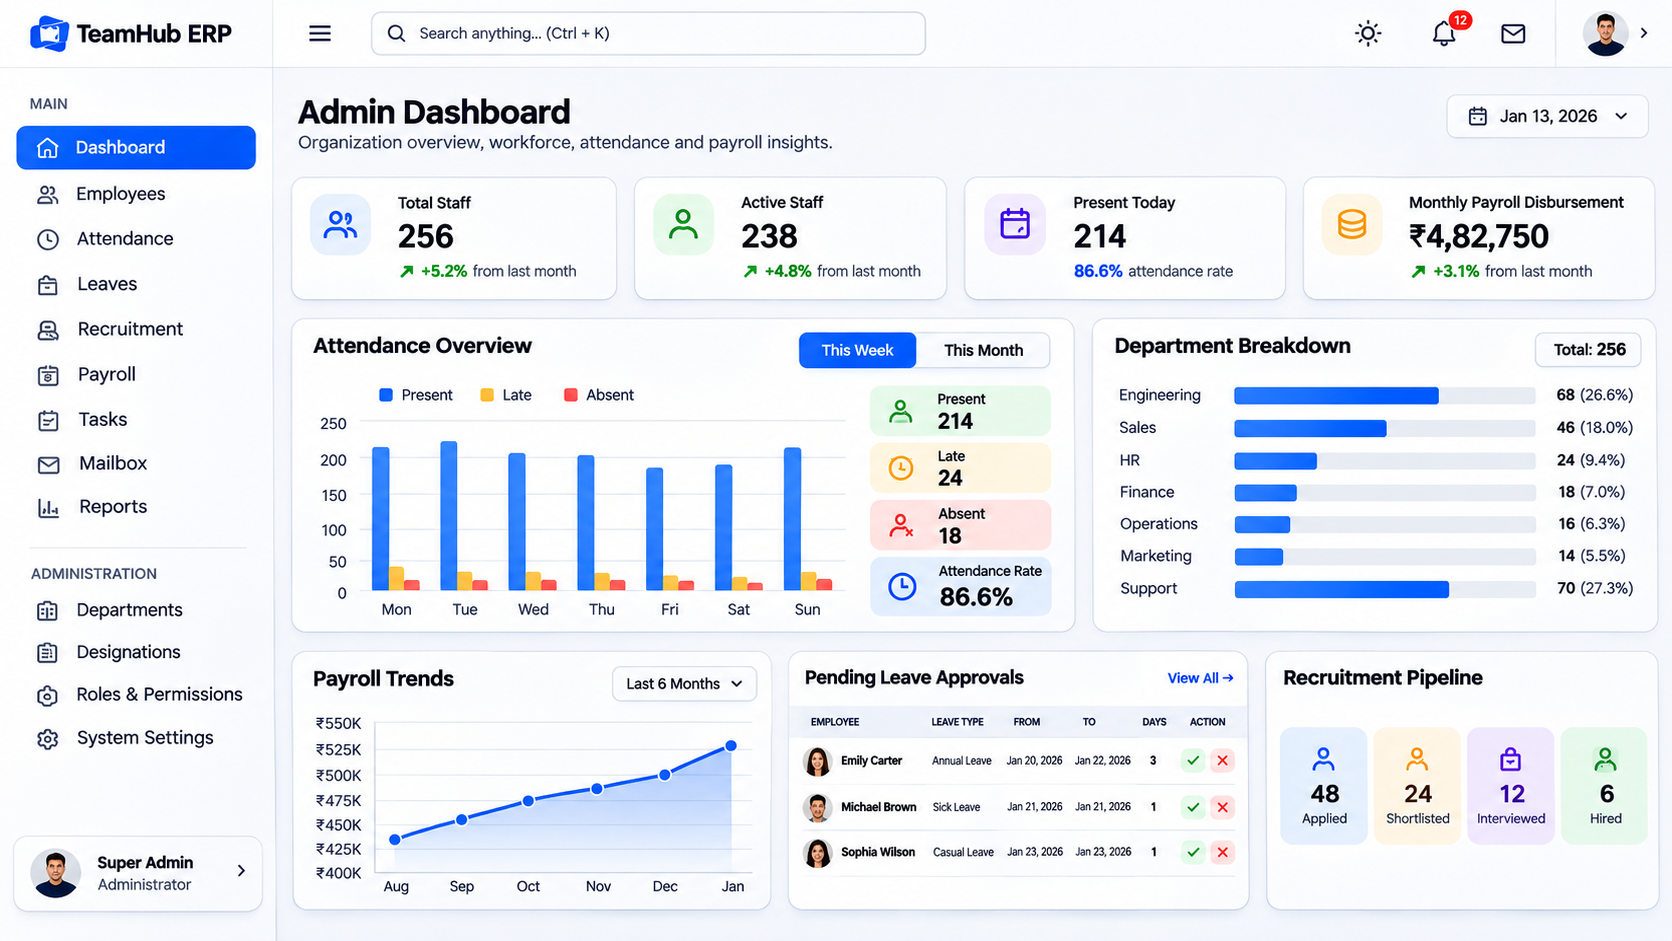 TeamHub ERP
Search anything... (Ctrl + K)
12
MAIN
Dashboard
Employees
Attendance
Leaves
Recruitment
Payroll
Tasks
Mailbox
Reports
ADMINISTRATION
Departments
Designations
Roles & Permissions
System Settings
Super Admin
Administrator
Admin Dashboard
Organization overview, workforce, attendance and payroll insights.
Jan 13, 2026
Total Staff
256
+5.2% from last month
Active Staff
238
+4.8% from last month
Present Today
214
86.6% attendance rate
Monthly Payroll Disbursement
₹4,82,750
+3.1% from last month
Attendance Overview
This Week
This Month
Present
Late
Absent
250
200
150
100
50
0
Mon
Tue
Wed
Thu
Fri
Sat
Sun
Present
214
Late
24
Absent
18
Attendance Rate
86.6%
Department Breakdown
Total: 256
Engineering 68 (26.6%)
Sales 46 (18.0%)
HR 24 (9.4%)
Finance 18 (7.0%)
Operations 16 (6.3%)
Marketing 14 (5.5%)
Support 70 (27.3%)
Payroll Trends
Last 6 Months
₹550K
₹525K
₹500K
₹475K
₹450K
₹425K
₹400K
Aug
Sep
Oct
Nov
Dec
Jan
Pending Leave Approvals
View All →
EMPLOYEE LEAVE TYPE FROM TO DAYS ACTION
Emily Carter Annual Leave Jan 20, 2026 Jan 22, 2026 3
Michael Brown Sick Leave Jan 21, 2026 Jan 21, 2026 1
Sophia Wilson Casual Leave Jan 23, 2026 Jan 23, 2026 1
Recruitment Pipeline
48
Applied
24
Shortlisted
12
Interviewed
6
Hired